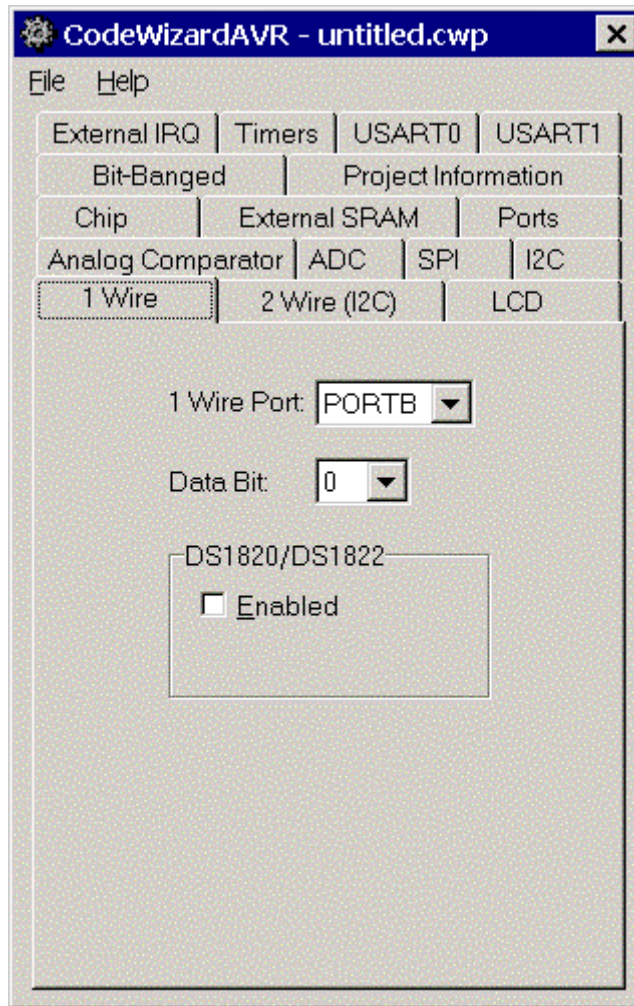 CodeWizardAVR - untitled.cwp
File Help
External IRQ Timers USART0 USART1
Bit-Banged Project Information
Chip External SRAM Ports
Analog Comparator ADC SPI I2C
1 Wire 2 Wire (I2C) LCD
1 Wire Port: PORTB
Data Bit: 0
DS1820/DS1822
Enabled